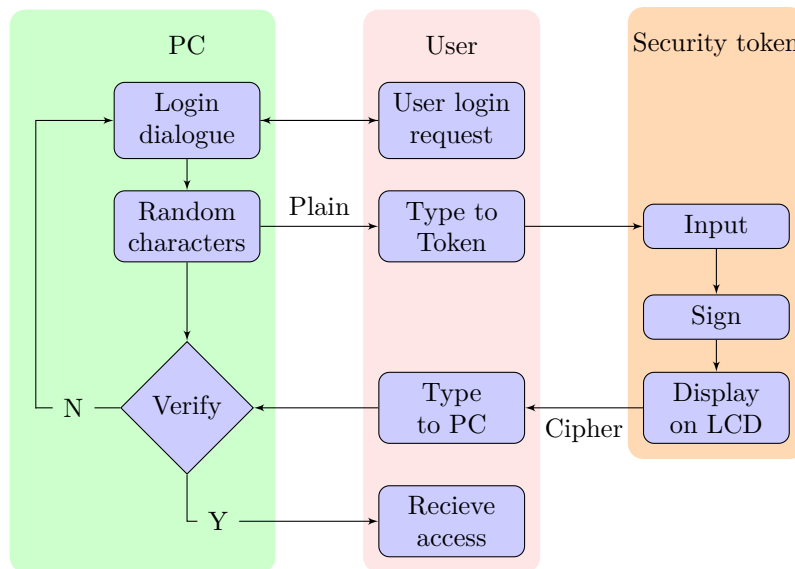 PC
User
Security token
Login
dialogue
User login
request
Random
characters
Plain
Type to
Token
Input
Sign
Verify
N
Type
to PC
Cipher
Display
on LCD
Y
Recieve
access